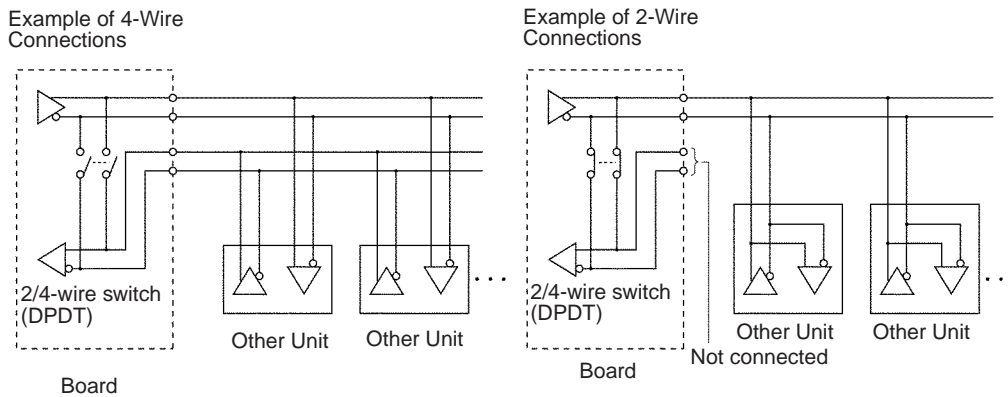 Example of 4-Wire
Connections
2/4-wire switch
(DPDT)
Other Unit
Other Unit
. . .
Board
Example of 2-Wire
Connections
2/4-wire switch
(DPDT)
Other Unit
Other Unit
. . .
Not connected
Board